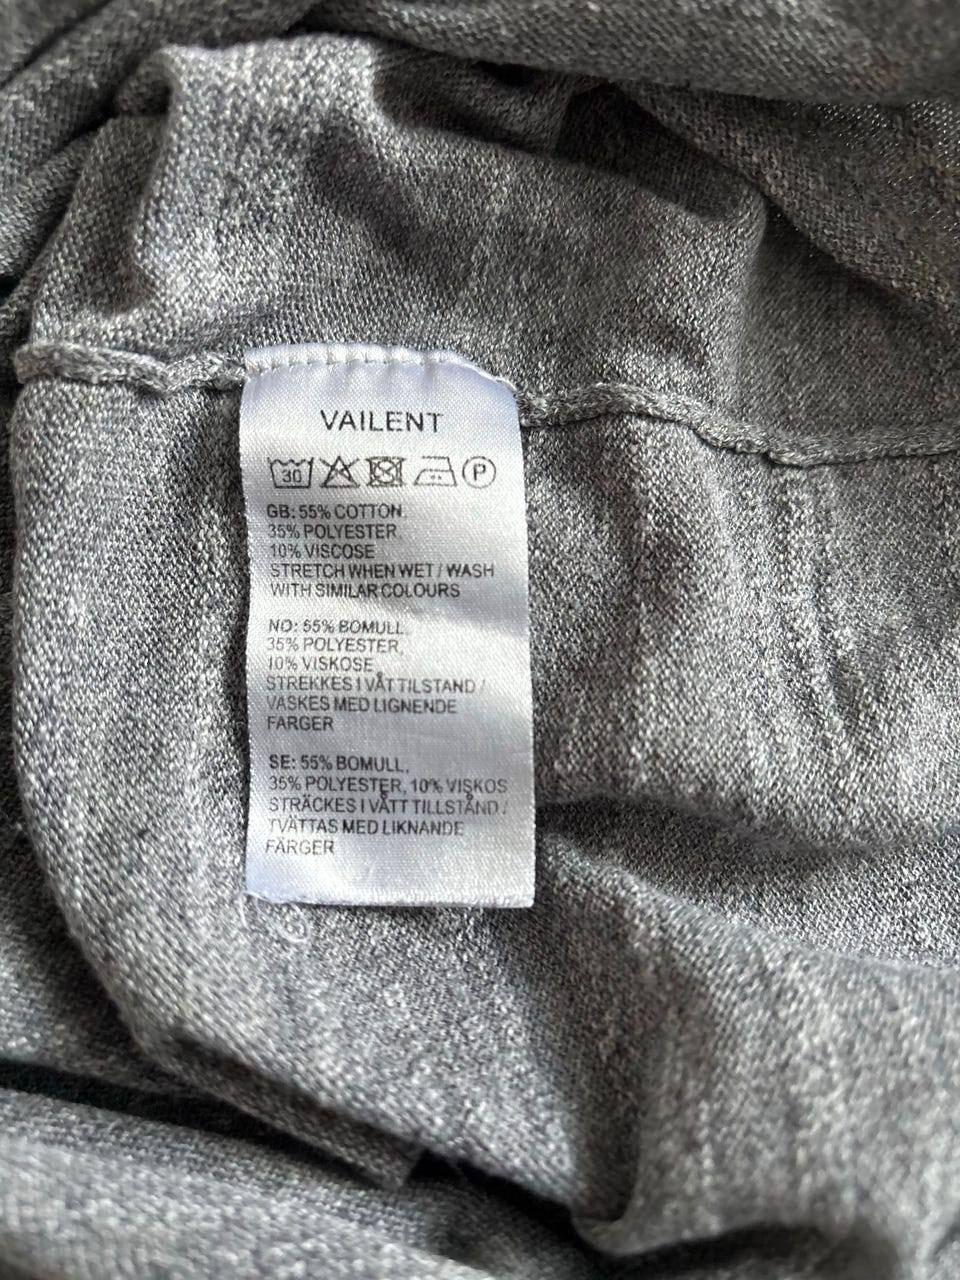 VAILENT
30 P
GB: 55% COTTON,
35% POLYESTER,
10% VISCOSE
STRETCH WHEN WET / WASH
WITH SIMILAR COLOURS
NO: 55% BOMULL,
35% POLYESTER,
10% VISKOSE
STREKKES I VÅT TILSTAND /
VASKES MED LIGNENDE
FARGER
SE: 55% BOMULL,
35% POLYESTER, 10% VISKOS
STRÄCKES I VÅTT TILLSTÅND /
TVÄTTAS MED LIKNANDE
FÄRGER